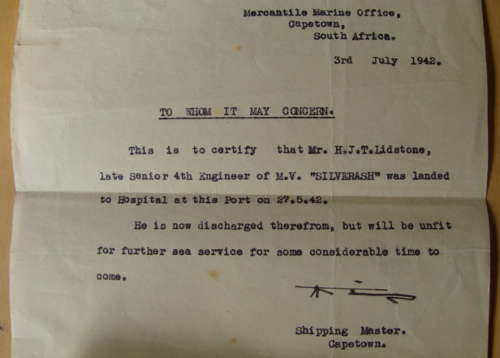 Mercantile Marine Office,
Capetown,
South Africa.
3rd July 1942.
TO WHOM IT MAY CONCERN.
This is to certify that Mr. H.J.T.Lidstone,
late Senior 4th Engineer of M.V. "SILVERASH" was landed
to Hospital at this Port on 27.5.42.
He is now discharged therefrom, but will be unfit
for further sea service for some considerable time to
come.
Shipping Master.
Capetown.